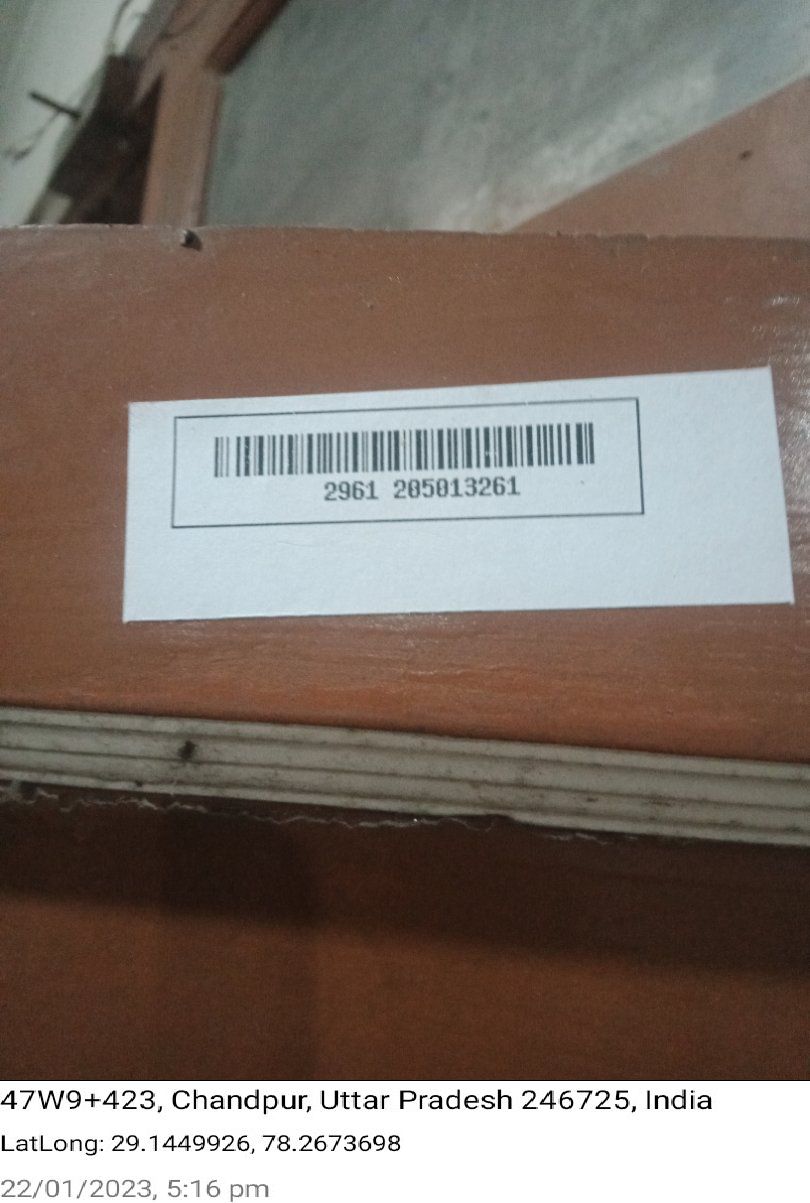 2961 205013261
47W9+423, Chandpur, Uttar Pradesh 246725, India
LatLong: 29.1449926, 78.2673698
22/01/2023, 5:16 pm